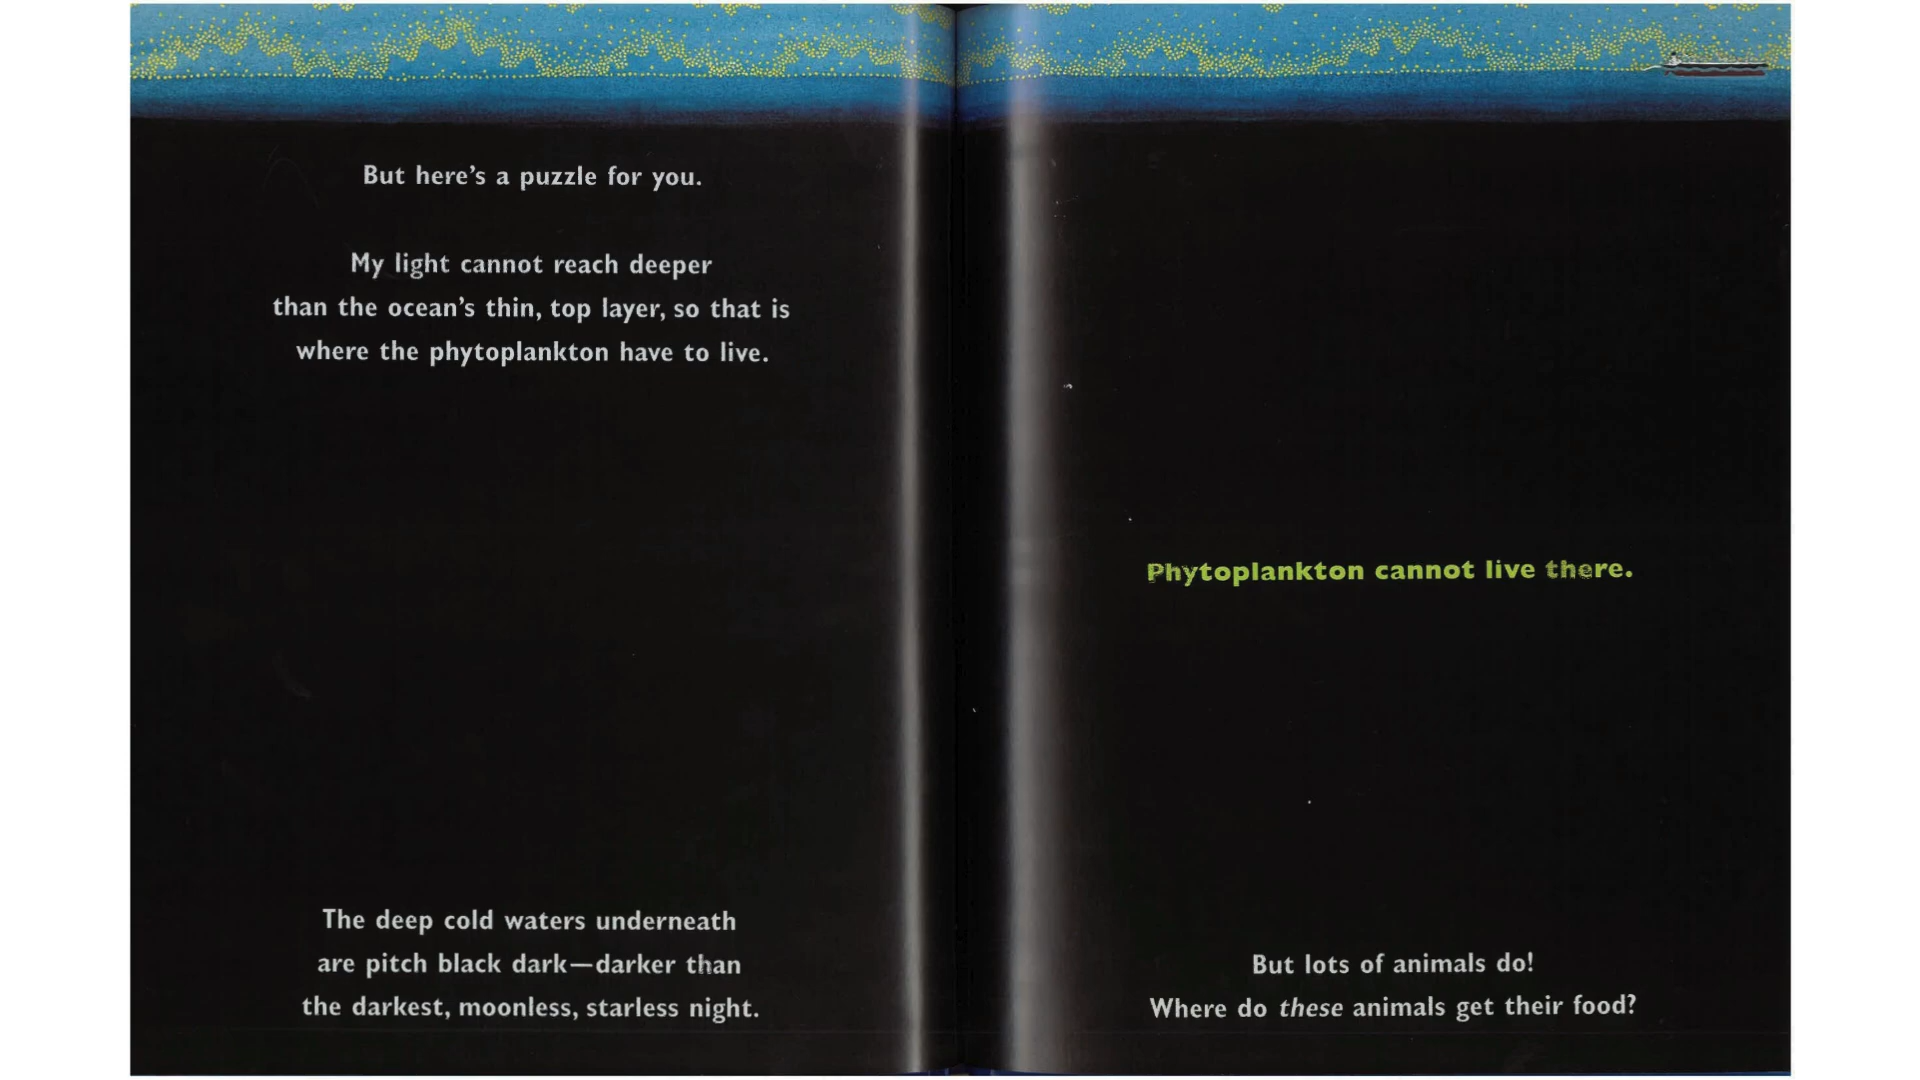 But here's a puzzle for you.
My light cannot reach deeper
than the ocean's thin, top layer, so that is
where the phytoplankton have to live.
The deep cold waters underneath
are pitch black dark—darker than
the darkest, moonless, starless night.
Phytoplankton cannot live there.
But lots of animals do!
Where do these animals get their food?